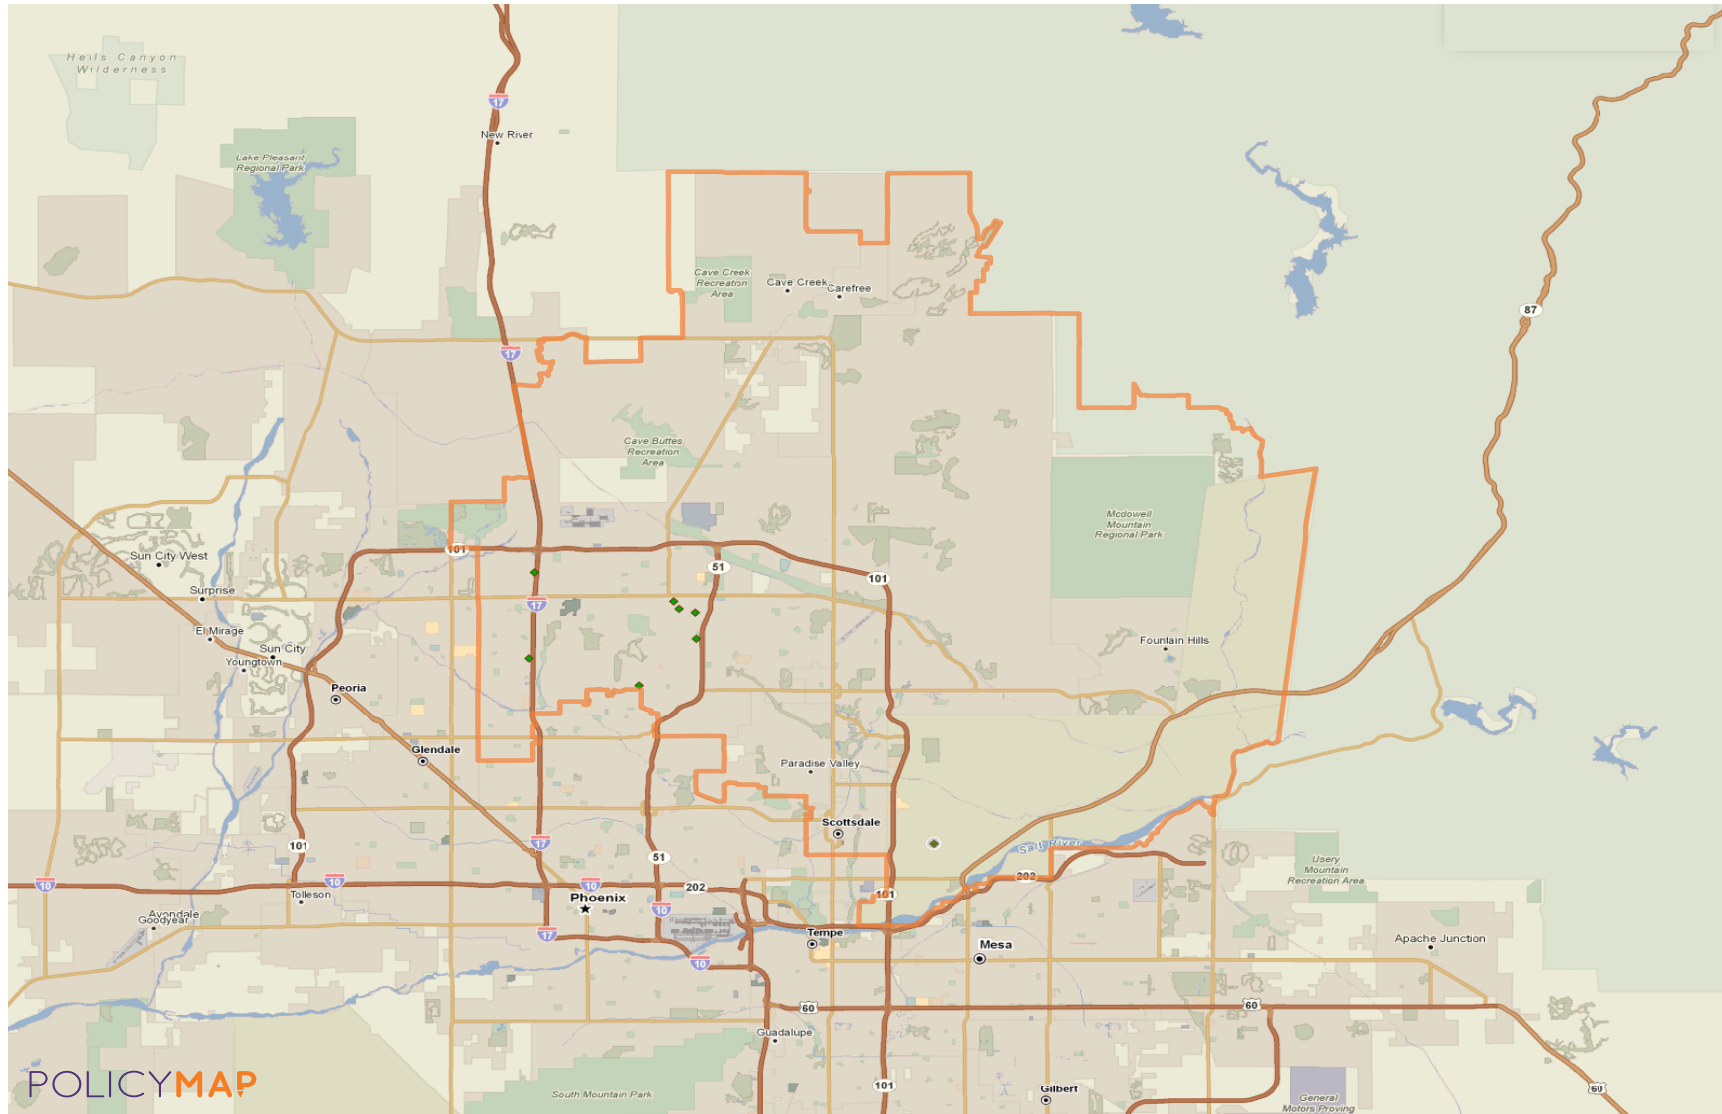 Hells Canyon
Wilderness
17
New River
Lake Pleasant
Regional Park
Cave Creek
Recreation
Area
Cave Creek
Carefree
87
17
Cave Buttes
Recreation
Area
Mcdowell
Mountain
Regional Park
Sun City West
101
51
101
Surprise
17
El Mirage
Sun City
Youngtown
Fountain Hills
Peoria
Glendale
Paradise Valley
Scottsdale
17
Salt River
101
51
Usery
Mountain
Recreation Area
10
10
10
202
202
101
Tolleson
Phoenix
10
Avondale
Goodyear
17
Tempe
Mesa
Apache Junction
10
60
60
Guadalupe
POLICYMAP
South Mountain Park
101
Gilbert
60
General
Motors Proving